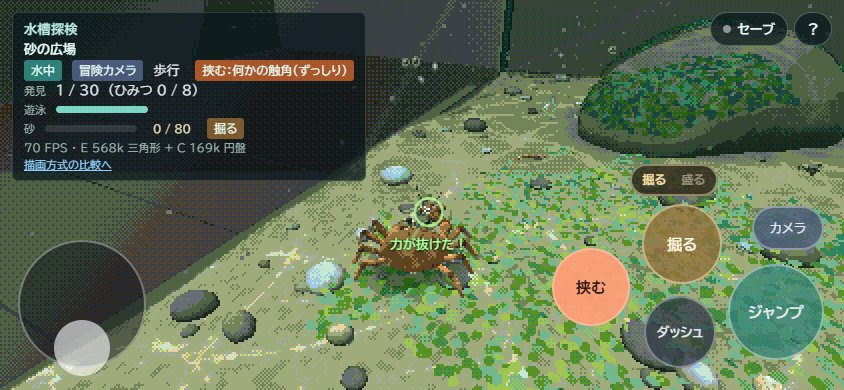 水槽探検
砂の広場
水中 冒険カメラ 歩行 挟む:何かの触角(ずっしり)
発見 1 / 30 (ひみつ 0 / 8)
遊泳
砂 0 / 80 掘る
70 FPS・E 568k 三角形 + C 169k 円盤
描画方式の比較へ
セーブ ?
掘る 盛る
カメラ
掘る
力が抜けた!
挟む
ジャンプ
ダッシュ